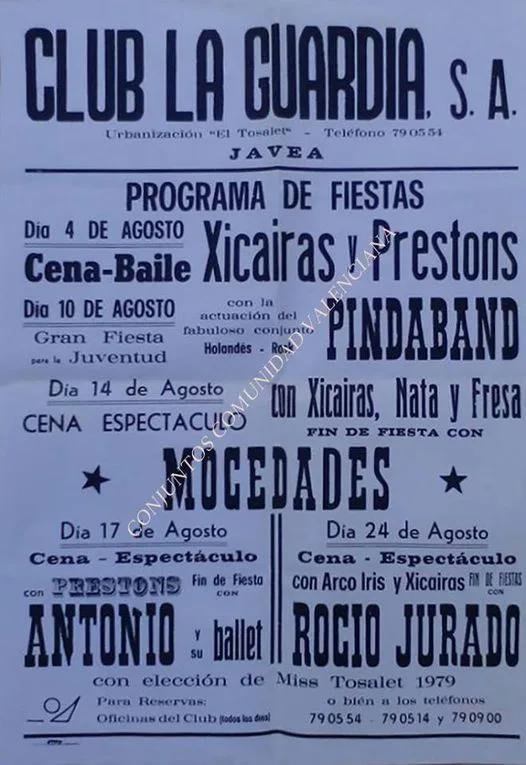 CLUB LA GUARDIA, S. A.
Urbanización "El Tosalet" - Teléfono 79 05 54
JAVEA
PROGRAMA DE FIESTAS
Día 4 DE AGOSTO
Cena-Baile
Xicairas y Prestons
Día 10 DE AGOSTO
Gran Fiesta
para la Juventud
con la
actuación del
fabuloso conjunto
Holandés - Rock
PINDABAND
Día 14 de Agosto
CENA ESPECTACULO
con Xicairas, Nata y Fresa
FIN DE FIESTA CON
MOCEDADES
Día 17 de Agosto
Cena - Espectáculo
con PRESTONS Fin de Fiesta CON
ANTONIO y su ballet
Día 24 de Agosto
Cena - Espectáculo
con Arco Iris y Xicairas FIN DE FIESTAS CON
ROCIO JURADO
con elección de Miss Tosalet 1979
Para Reservas:
Oficinas del Club (todos los días)
o bién a los teléfonos
79 05 54 - 79 05 14 y 79 09 00
CONJUNTOS COMUNIDAD VALENCIANA